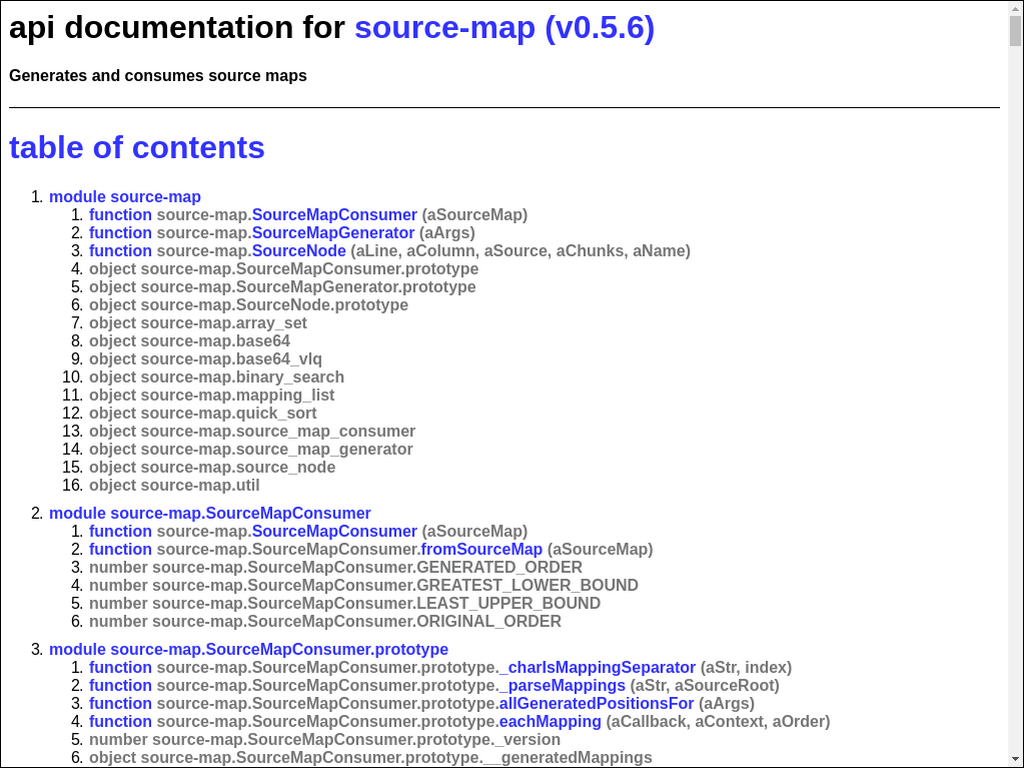 api documentation for source-map (v0.5.6)
Generates and consumes source maps
table of contents
1. module source-map
1. function source-map.SourceMapConsumer (aSourceMap)
2. function source-map.SourceMapGenerator (aArgs)
3. function source-map.SourceNode (aLine, aColumn, aSource, aChunks, aName)
4. object source-map.SourceMapConsumer.prototype
5. object source-map.SourceMapGenerator.prototype
6. object source-map.SourceNode.prototype
7. object source-map.array_set
8. object source-map.base64
9. object source-map.base64_vlq
10. object source-map.binary_search
11. object source-map.mapping_list
12. object source-map.quick_sort
13. object source-map.source_map_consumer
14. object source-map.source_map_generator
15. object source-map.source_node
16. object source-map.util
2. module source-map.SourceMapConsumer
1. function source-map.SourceMapConsumer (aSourceMap)
2. function source-map.SourceMapConsumer.fromSourceMap (aSourceMap)
3. number source-map.SourceMapConsumer.GENERATED_ORDER
4. number source-map.SourceMapConsumer.GREATEST_LOWER_BOUND
5. number source-map.SourceMapConsumer.LEAST_UPPER_BOUND
6. number source-map.SourceMapConsumer.ORIGINAL_ORDER
3. module source-map.SourceMapConsumer.prototype
1. function source-map.SourceMapConsumer.prototype._charIsMappingSeparator (aStr, index)
2. function source-map.SourceMapConsumer.prototype._parseMappings (aStr, aSourceRoot)
3. function source-map.SourceMapConsumer.prototype.allGeneratedPositionsFor (aArgs)
4. function source-map.SourceMapConsumer.prototype.eachMapping (aCallback, aContext, aOrder)
5. number source-map.SourceMapConsumer.prototype._version
6. object source-map.SourceMapConsumer.prototype.__generatedMappings